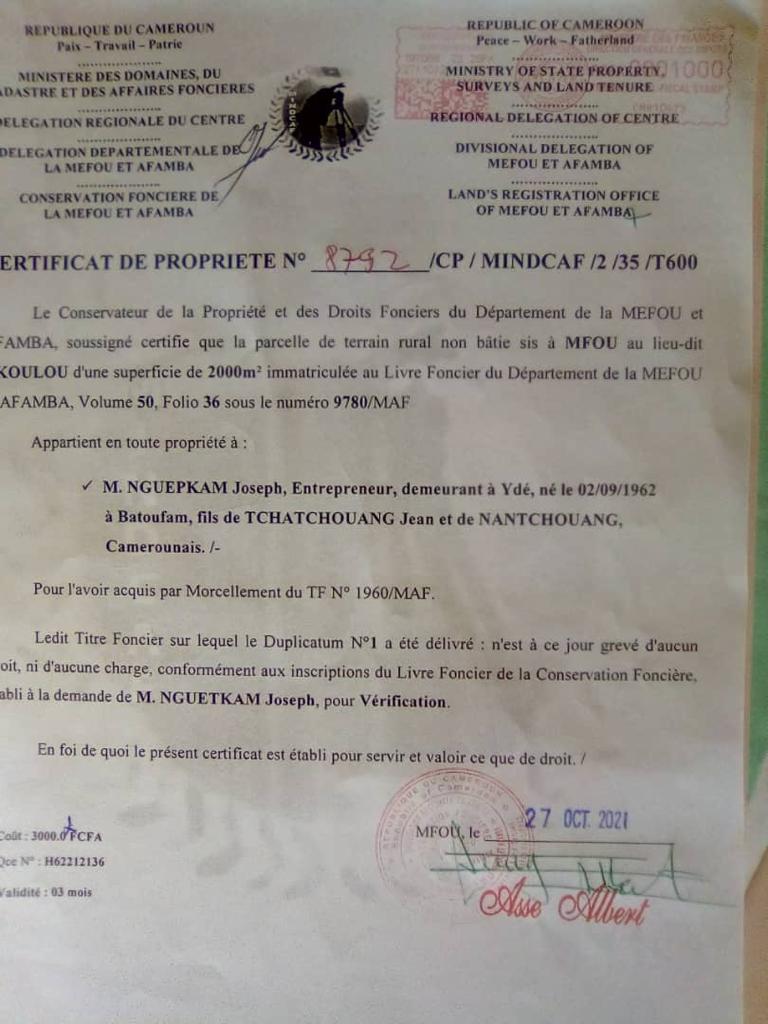 REPUBLIQUE DU CAMEROUN
Paix – Travail – Patrie
MINISTERE DES DOMAINES, DU
ADASTRE ET DES AFFAIRES FONCIERES
DELEGATION REGIONALE DU CENTRE
DELEGATION DEPARTEMENTALE DE
LA MEFOU ET AFAMBA
CONSERVATION FONCIERE DE
LA MEFOU ET AFAMBA
REPUBLIC OF CAMEROON
Peace – Work – Fatherland
MINISTRY OF STATE PROPERTY,
SURVEYS AND LAND TENURE
REGIONAL DELEGATION OF CENTRE
DIVISIONAL DELEGATION OF
MEFOU ET AFAMBA
LAND'S REGISTRATION OFFICE
OF MEFOU ET AFAMBA
0001000
ERTIFICAT DE PROPRIETE N° 8792 /CP / MINDCAF /2 /35 /T600
Le Conservateur de la Propriété et des Droits Fonciers du Département de la MEFOU et
FAMBA, soussigné certifie que la parcelle de terrain rural non bâtie sis à MFOU au lieu-dit
KOULOU d'une superficie de 2000m² immatriculée au Livre Foncier du Département de la MEFOU
AFAMBA, Volume 50, Folio 36 sous le numéro 9780/MAF
Appartient en toute propriété à :
✓ M. NGUEPKAM Joseph, Entrepreneur, demeurant à Ydé, né le 02/09/1962
à Batoufam, fils de TCHATCHOUANG Jean et de NANTCHOUANG,
Camerounais. /-
Pour l'avoir acquis par Morcellement du TF N° 1960/MAF.
Ledit Titre Foncier sur lequel le Duplicatum N°1 a été délivré : n'est à ce jour grevé d'aucun
oit, ni d'aucune charge, conformément aux inscriptions du Livre Foncier de la Conservation Foncière,
abli à la demande de M. NGUETKAM Joseph, pour Vérification.
En foi de quoi le présent certificat est établi pour servir et valoir ce que de droit. /
Coût : 3000.0 FCFA
Qce N° : H62212136
Validité : 03 mois
MFOU, le 27 OCT. 2021
Asse Albert